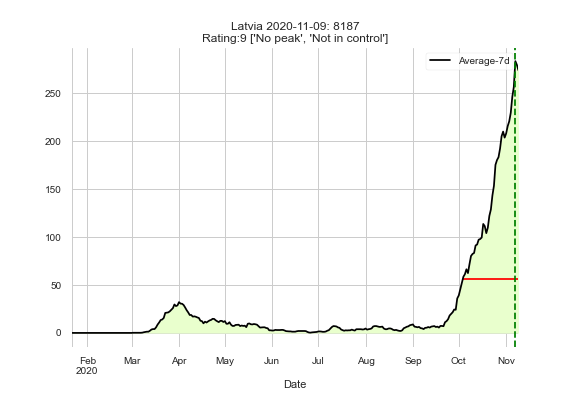 Latvia 2020-11-09: 8187
Rating:9 ['No peak', 'Not in control']
Average-7d
250
200
150
100
50
0
Feb Mar Apr May Jun Jul Aug Sep Oct Nov
2020
Date